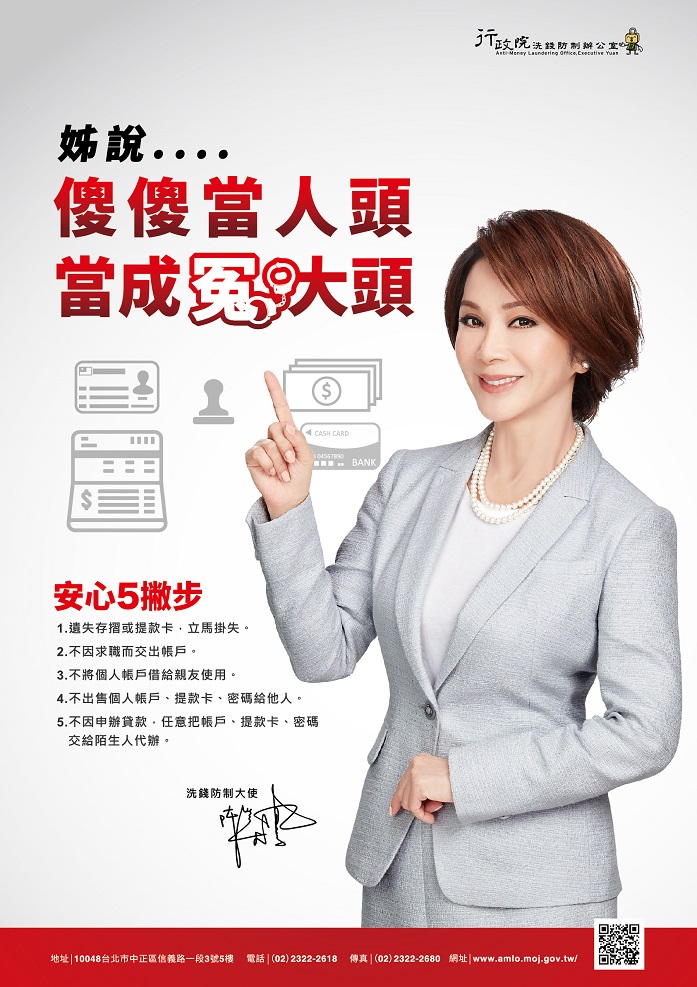 行政院洗錢防制辦公室
Anti-Money Laundering Office,Executive Yuan
姊說....
傻傻當人頭
當成冤大頭
$
CASH CARD
04567890
BANK
$
安心5撇步
1.遺失存摺或提款卡，立馬掛失。
2.不因求職而交出帳戶。
3.不將個人帳戶借給親友使用。
4.不出售個人帳戶、提款卡、密碼給他人。
5.不因申辦貸款，任意把帳戶、提款卡、密碼
交給陌生人代辦。
洗錢防制大使
地址|10048台北市中正區信義路一段3號5樓 電話|(02)2322-2618 傳真|(02)2322-2680 網址|www.amlo.moj.gov.tw/